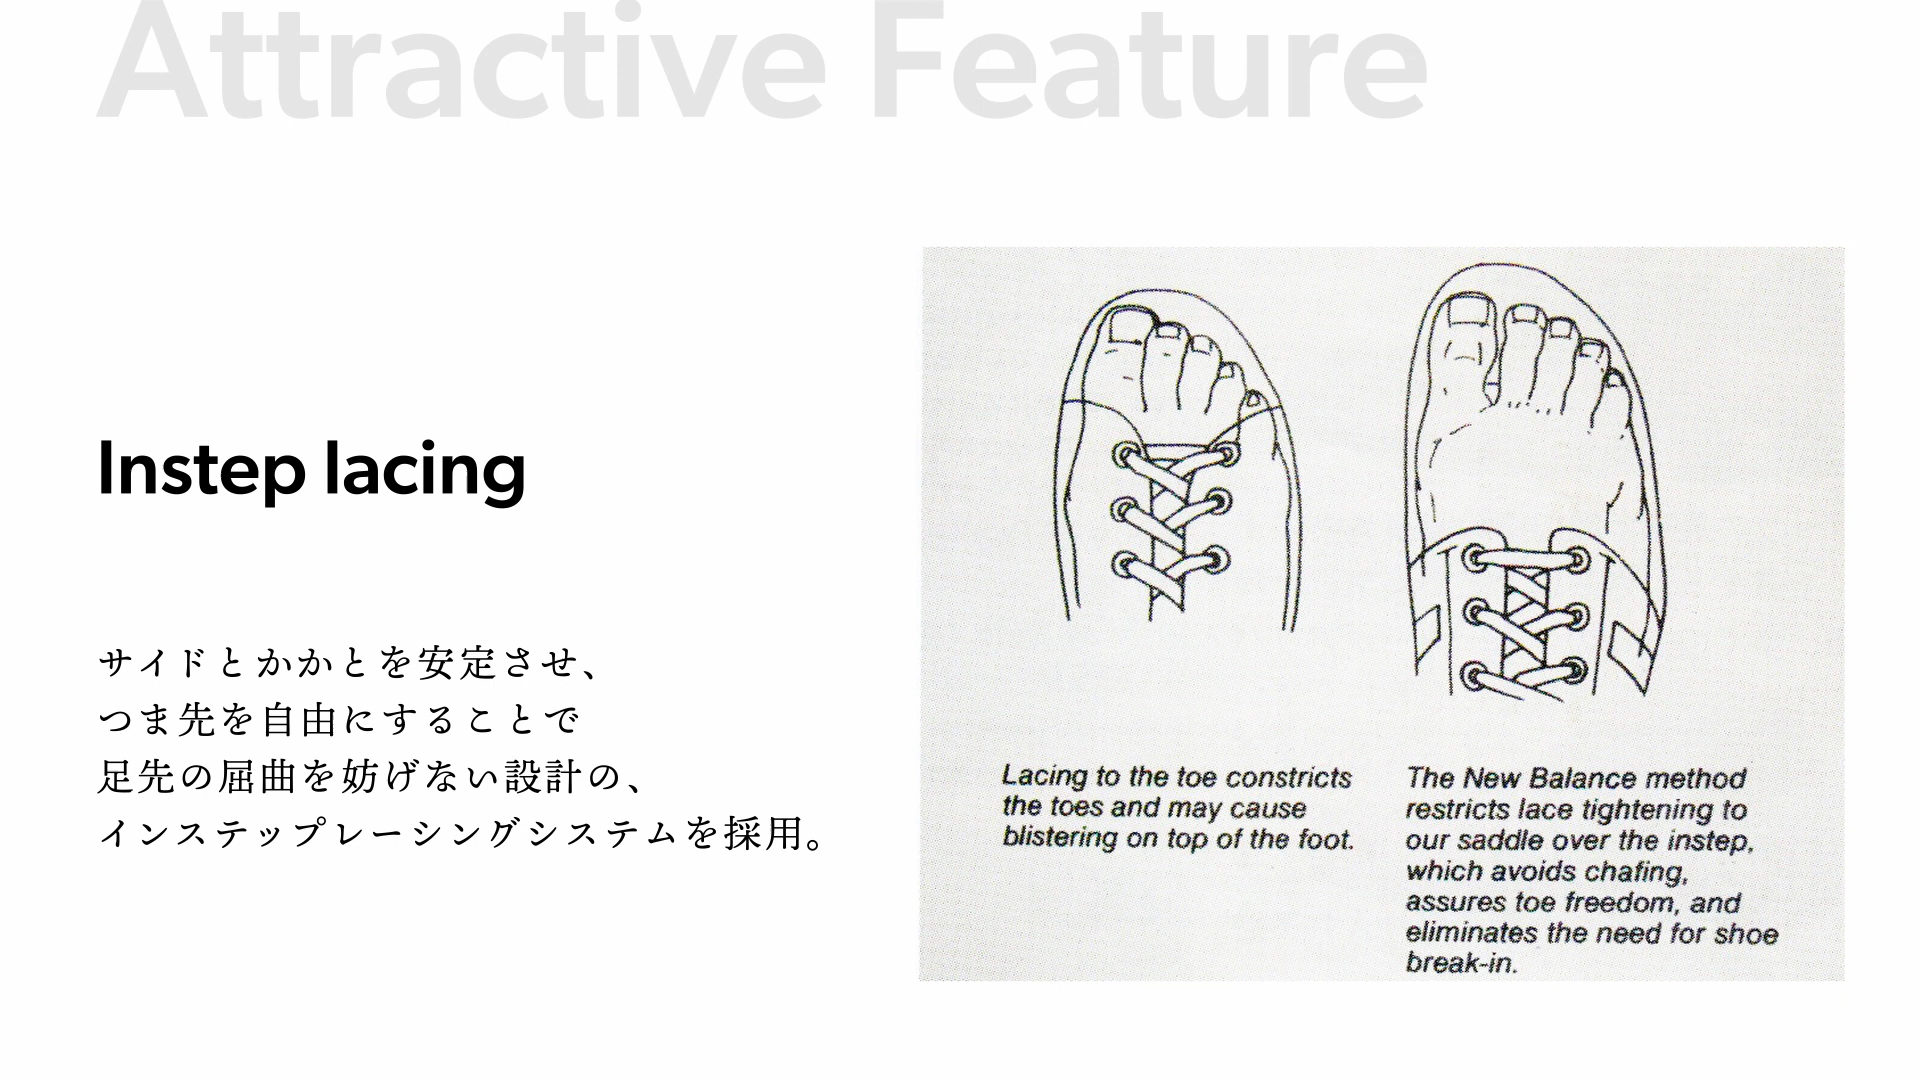 Attractive Feature
Instep lacing
サイドとかかとを安定させ、
つま先を自由にすることで
足先の屈曲を妨げない設計の、
インステップレーシングシステムを採用。
Lacing to the toe constricts
the toes and may cause
blistering on top of the foot.
The New Balance method
restricts lace tightening to
our saddle over the instep,
which avoids chafing,
assures toe freedom, and
eliminates the need for shoe
break-in.